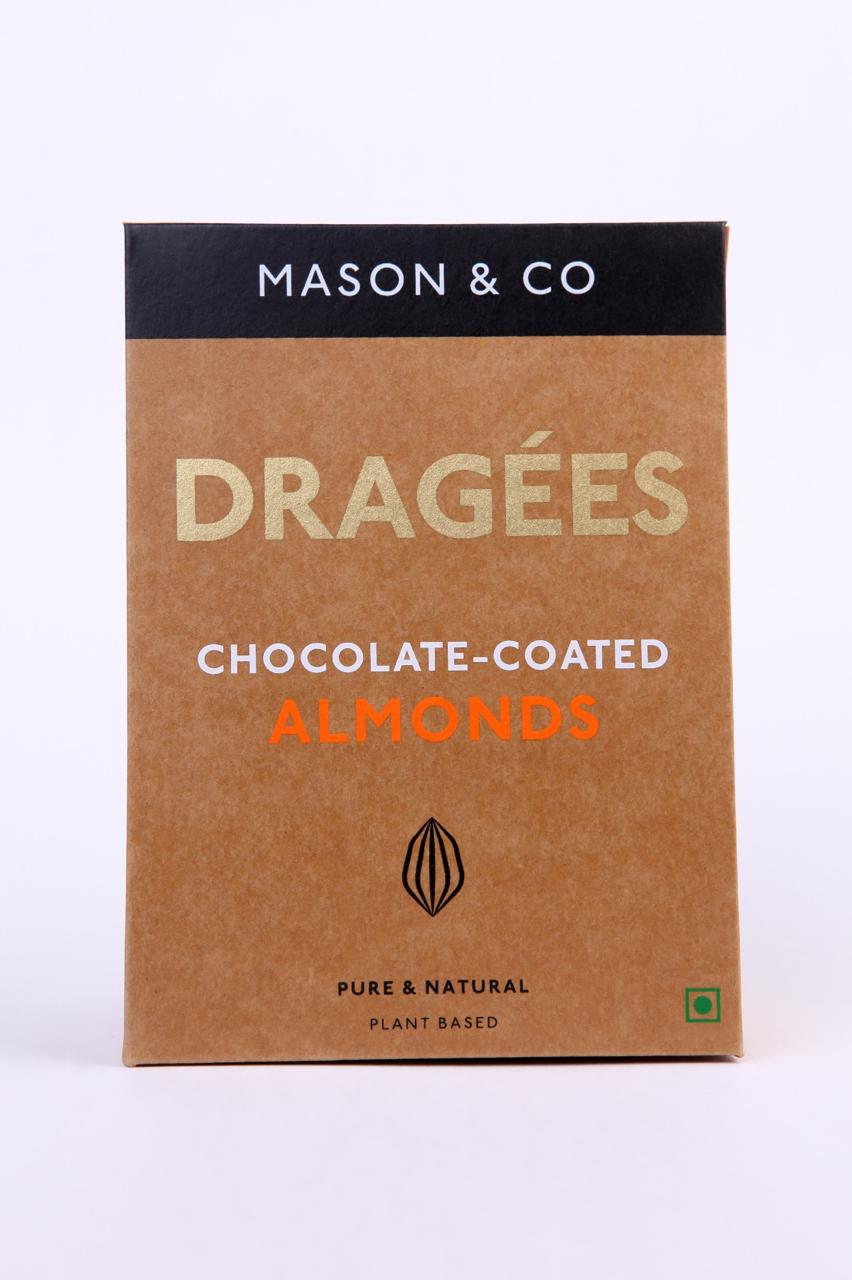 MASON & CO
DRAGÉES
CHOCOLATE-COATED
ALMONDS
PURE & NATURAL
PLANT BASED